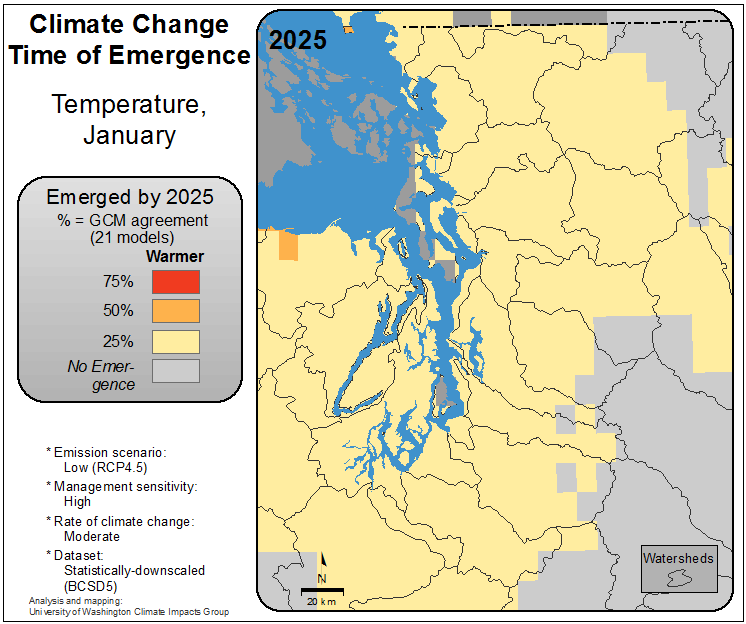 Climate Change
Time of Emergence
Temperature,
January
Emerged by 2025
% = GCM agreement
(21 models)
Warmer
75%
50%
25%
No Emer-
gence
* Emission scenario:
Low (RCP4.5)
* Management sensitivity:
High
* Rate of climate change:
Moderate
* Dataset:
Statistically-downscaled
(BCSD5)
Analysis and mapping:
University of Washington Climate Impacts Group
2025
N
20 km
Watersheds